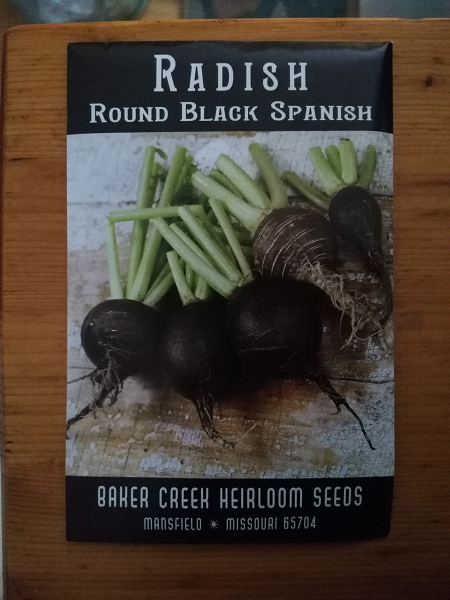 Radish
Round Black Spanish
BAKER CREEK HEIRLOOM SEEDS
MANSFIELD ✷ MISSOURI 65704